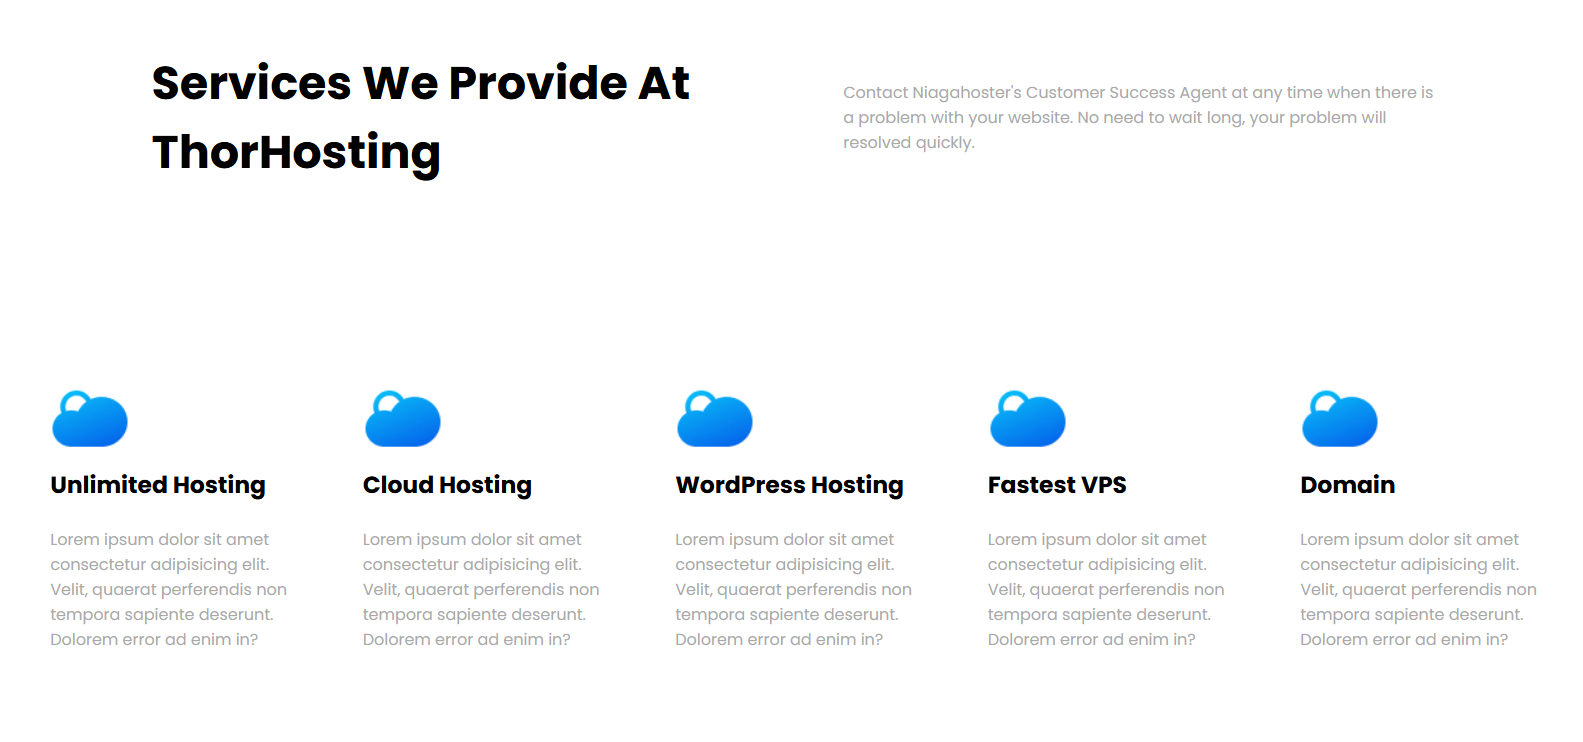 Services We Provide At
ThorHosting
Contact Niagahoster's Customer Success Agent at any time when there is
a problem with your website. No need to wait long, your problem will
resolved quickly.
Unlimited Hosting
Lorem ipsum dolor sit amet
consectetur adipisicing elit.
Velit, quaerat perferendis non
tempora sapiente deserunt.
Dolorem error ad enim in?
Cloud Hosting
Lorem ipsum dolor sit amet
consectetur adipisicing elit.
Velit, quaerat perferendis non
tempora sapiente deserunt.
Dolorem error ad enim in?
WordPress Hosting
Lorem ipsum dolor sit amet
consectetur adipisicing elit.
Velit, quaerat perferendis non
tempora sapiente deserunt.
Dolorem error ad enim in?
Fastest VPS
Lorem ipsum dolor sit amet
consectetur adipisicing elit.
Velit, quaerat perferendis non
tempora sapiente deserunt.
Dolorem error ad enim in?
Domain
Lorem ipsum dolor sit amet
consectetur adipisicing elit.
Velit, quaerat perferendis non
tempora sapiente deserunt.
Dolorem error ad enim in?